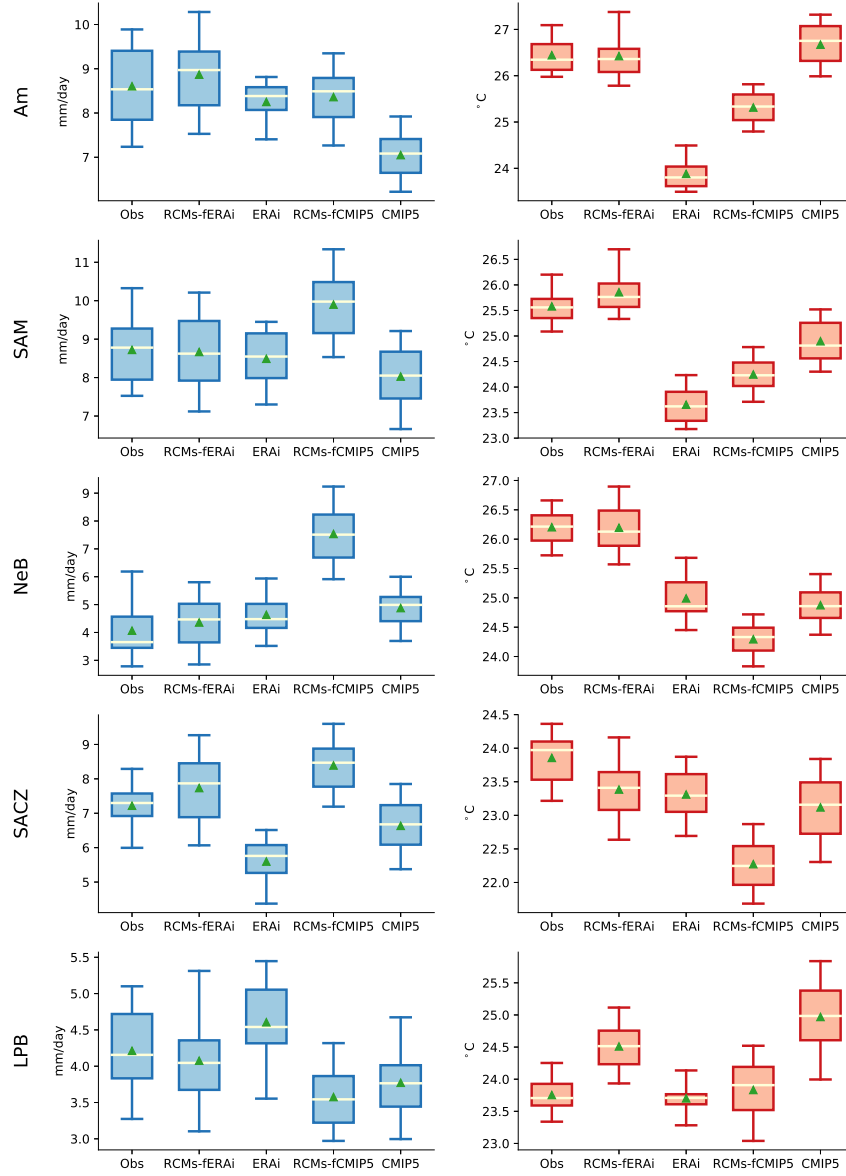 Am
mm/day
10
9
8
7
Obs RCMs-fERAi ERAi RCMs-fCMIP5 CMIP5
°C
27
26
25
24
Obs RCMs-fERAi ERAi RCMs-fCMIP5 CMIP5
SAM
mm/day
11
10
9
8
7
Obs RCMs-fERAi ERAi RCMs-fCMIP5 CMIP5
°C
26.5
26.0
25.5
25.0
24.5
24.0
23.5
23.0
Obs RCMs-fERAi ERAi RCMs-fCMIP5 CMIP5
NeB
mm/day
9
8
7
6
5
4
3
Obs RCMs-fERAi ERAi RCMs-fCMIP5 CMIP5
°C
27.0
26.5
26.0
25.5
25.0
24.5
24.0
Obs RCMs-fERAi ERAi RCMs-fCMIP5 CMIP5
SACZ
mm/day
9
8
7
6
5
Obs RCMs-fERAi ERAi RCMs-fCMIP5 CMIP5
°C
24.5
24.0
23.5
23.0
22.5
22.0
Obs RCMs-fERAi ERAi RCMs-fCMIP5 CMIP5
LPB
mm/day
5.5
5.0
4.5
4.0
3.5
3.0
Obs RCMs-fERAi ERAi RCMs-fCMIP5 CMIP5
°C
25.5
25.0
24.5
24.0
23.5
23.0
Obs RCMs-fERAi ERAi RCMs-fCMIP5 CMIP5